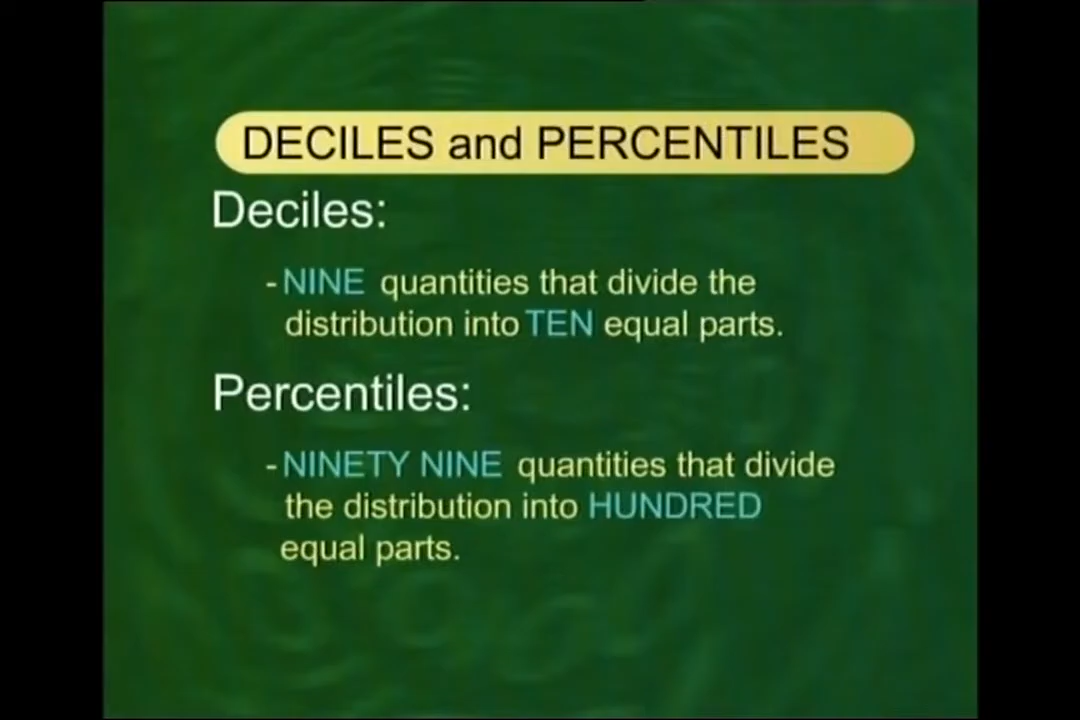 DECILES and PERCENTILES
Deciles:
- NINE quantities that divide the
distribution into TEN equal parts.
Percentiles:
- NINETY NINE quantities that divide
the distribution into HUNDRED
equal parts.